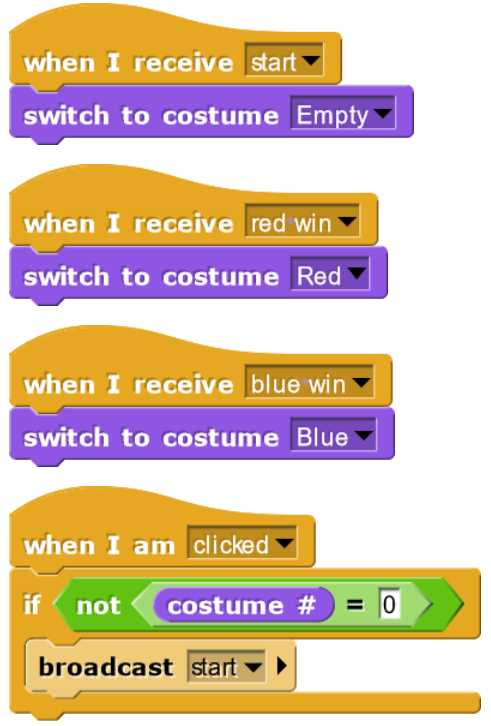 when I receive start
switch to costume Empty
when I receive red win
switch to costume Red
when I receive blue win
switch to costume Blue
when I am clicked
if not costume # = 0
broadcast start